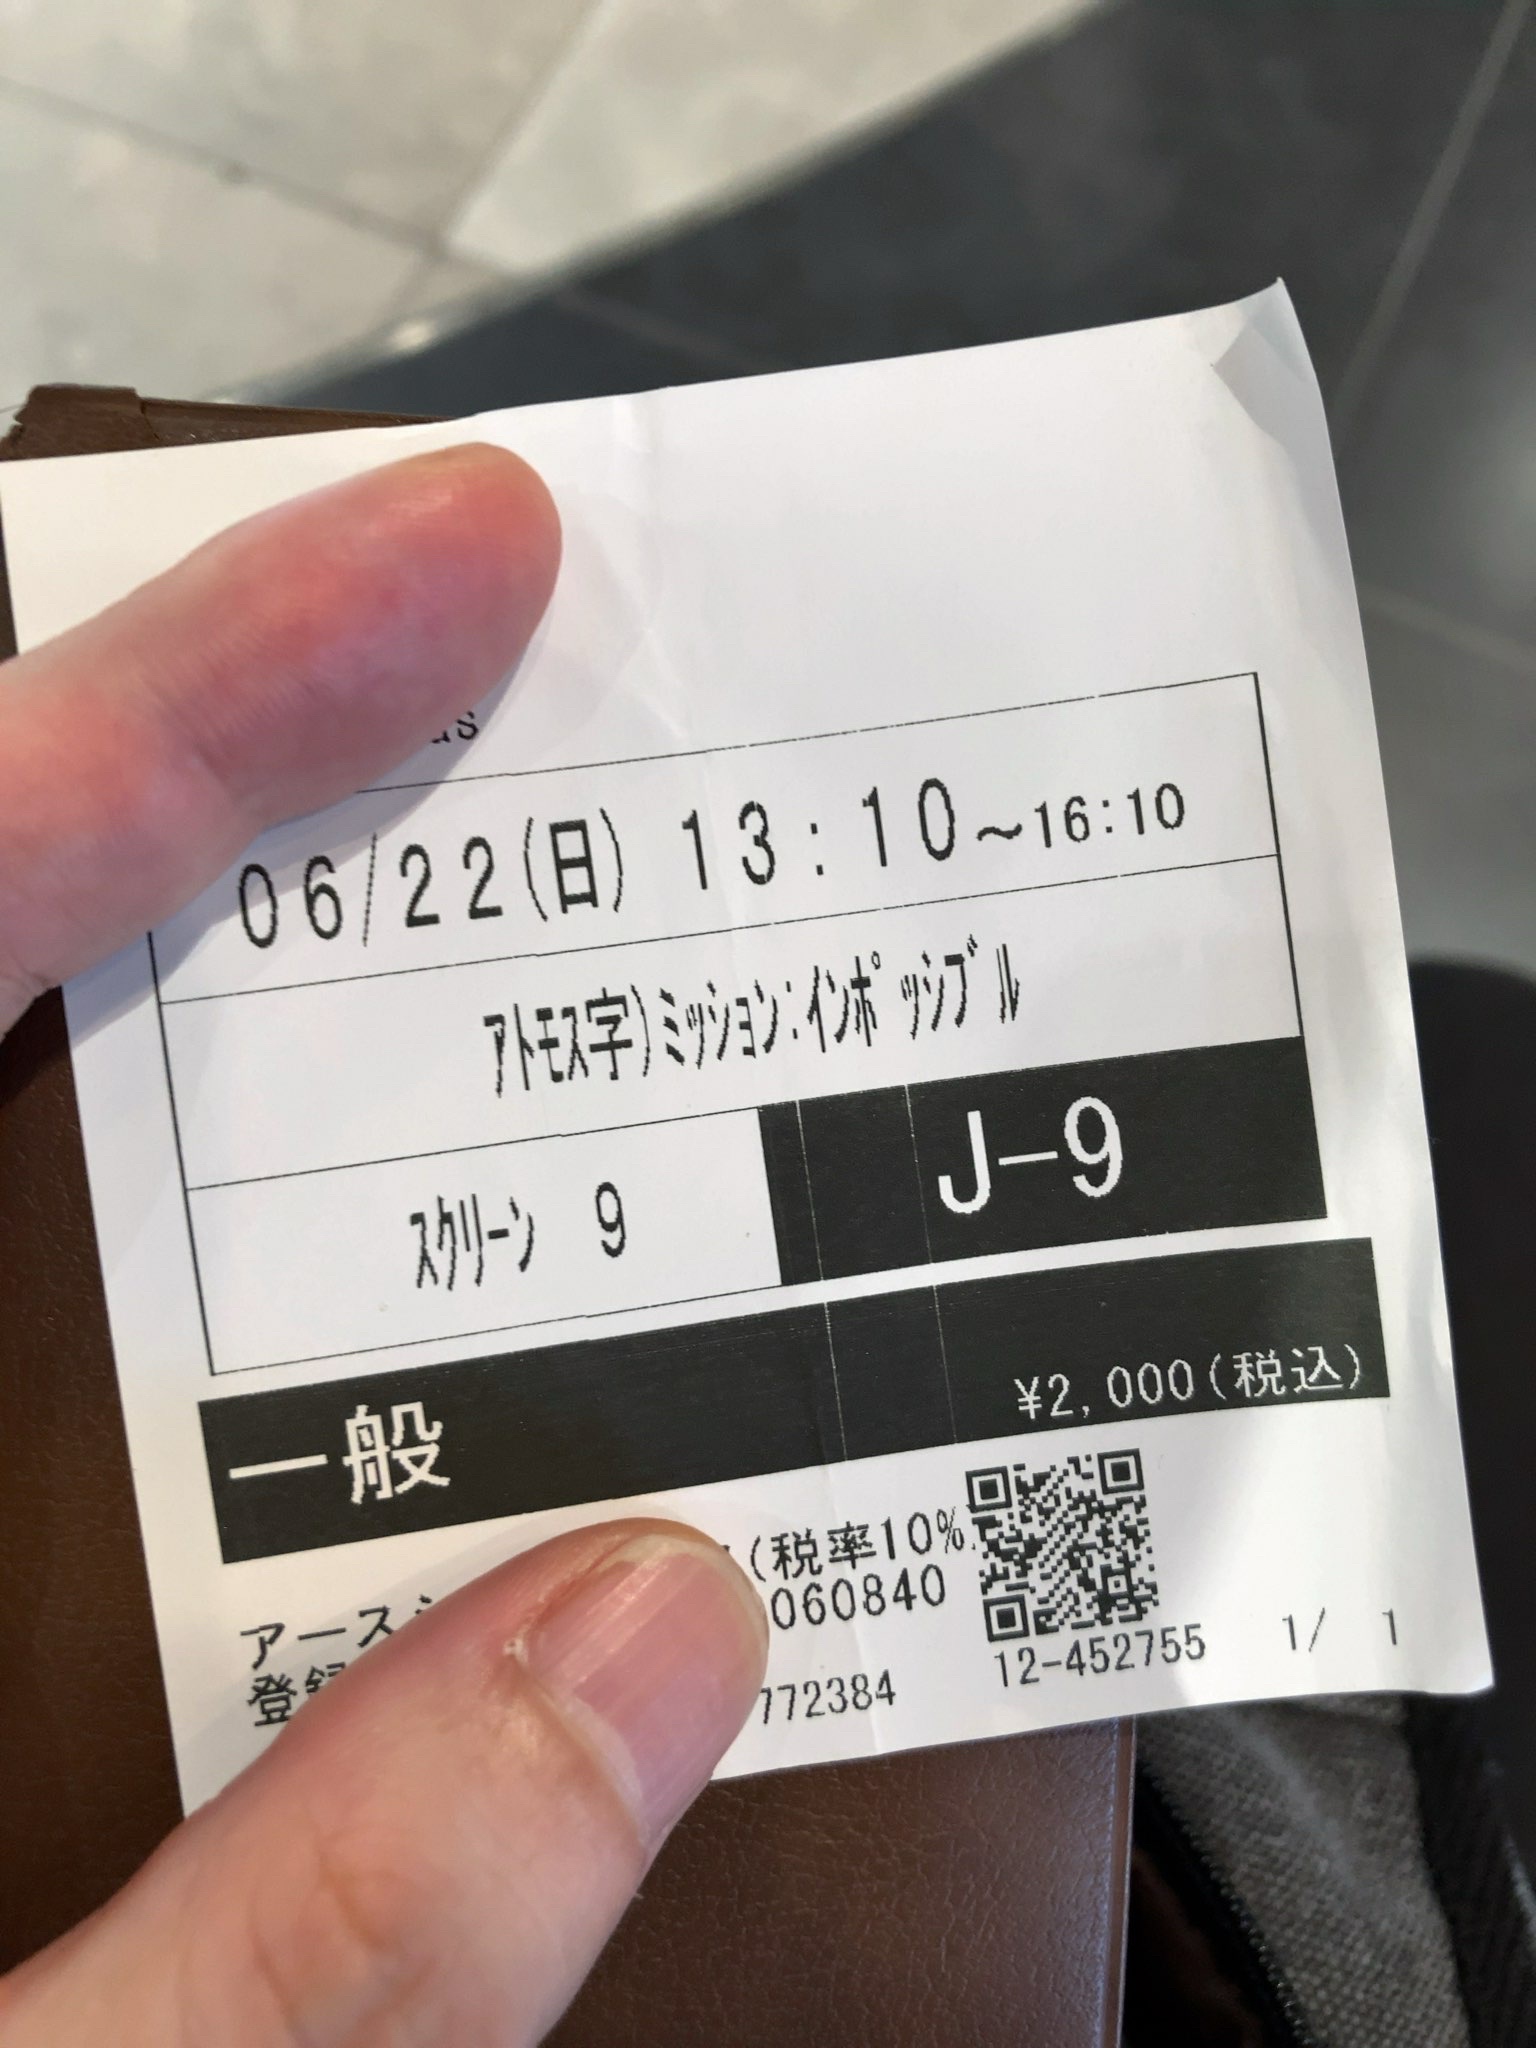 06/22(日) 13:10~16:10
アトモス字)ミッション:インポッシブル
スクリーン 9
J-9
一般
¥2,000(税込)
(税率10%)
アース
登録
060840
772384
12-452755
1/ 1